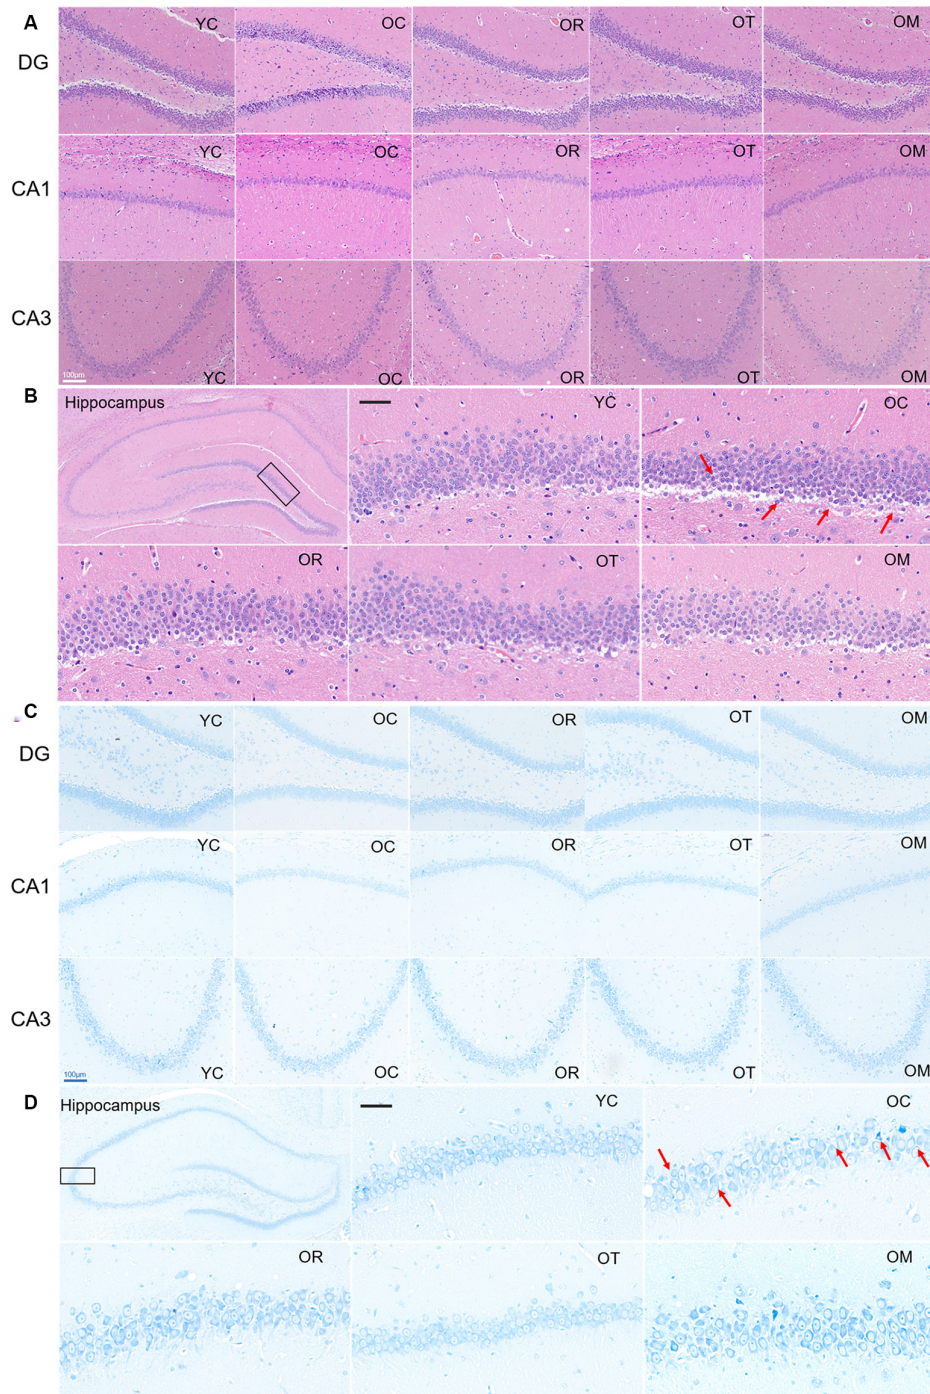 A
YC OC OR OT OM
DG
YC OC OR OT OM
CA1
CA3
100μm
YC OC OR OT OM
B
Hippocampus YC OC
OR OT OM
C
YC OC OR OT OM
DG
YC OC OR OT OM
CA1
CA3
100μm
YC OC OR OT OM
D
Hippocampus YC OC
OR OT OM